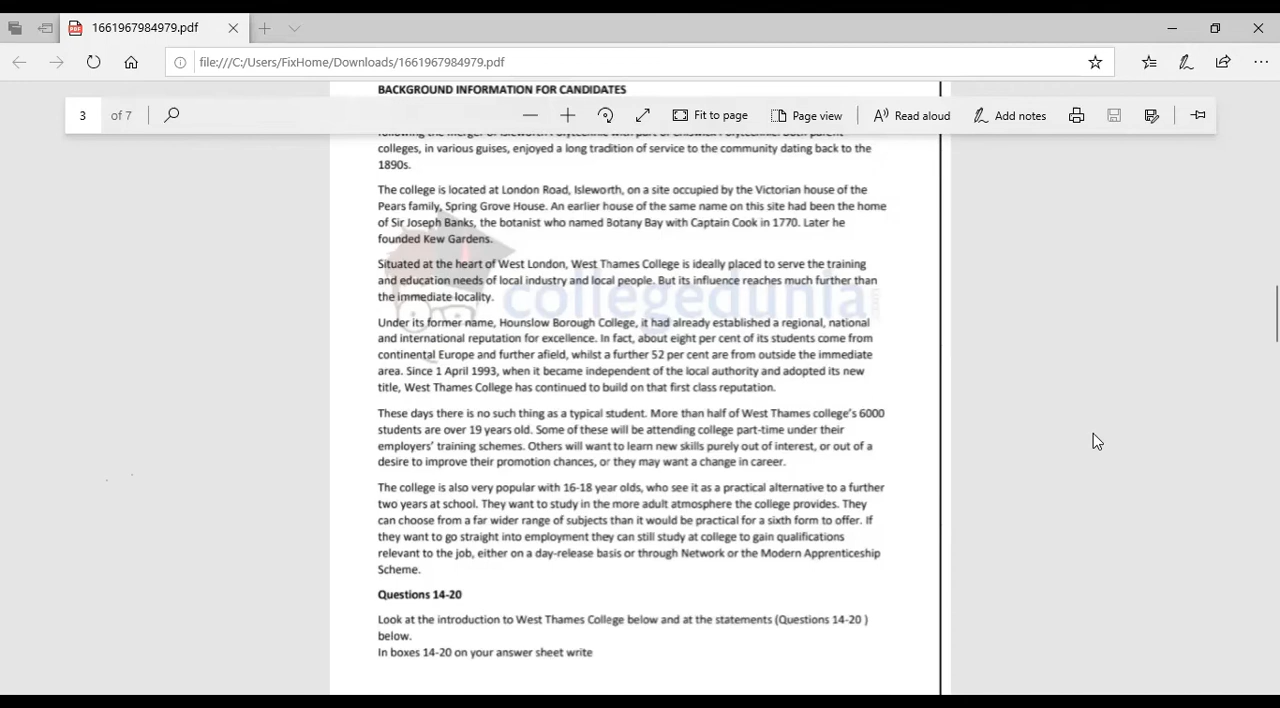 1661967984979.pdf
file:///C:/Users/FixHome/Downloads/1661967984979.pdf
BACKGROUND INFORMATION FOR CANDIDATES
3 of 7 Fit to page Page view Read aloud Add notes
following the merger of Isleworth Polytechnic with part of Chiswick Polytechnic. Both parent
colleges, in various guises, enjoyed a long tradition of service to the community dating back to the
1890s.
The college is located at London Road, Isleworth, on a site occupied by the Victorian house of the
Pears family, Spring Grove House. An earlier house of the same name on this site had been the home
of Sir Joseph Banks, the botanist who named Botany Bay with Captain Cook in 1770. Later he
founded Kew Gardens.
Situated at the heart of West London, West Thames College is ideally placed to serve the training
and education needs of local industry and local people. But its influence reaches much further than
the immediate locality.
collegedunia
Under its former name, Hounslow Borough College, it had already established a regional, national
and international reputation for excellence. In fact, about eight per cent of its students come from
continental Europe and further afield, whilst a further 52 per cent are from outside the immediate
area. Since 1 April 1993, when it became independent of the local authority and adopted its new
title, West Thames College has continued to build on that first class reputation.
These days there is no such thing as a typical student. More than half of West Thames college's 6000
students are over 19 years old. Some of these will be attending college part-time under their
employers' training schemes. Others will want to learn new skills purely out of interest, or out of a
desire to improve their promotion chances, or they may want a change in career.
The college is also very popular with 16-18 year olds, who see it as a practical alternative to a further
two years at school. They want to study in the more adult atmosphere the college provides. They
can choose from a far wider range of subjects than it would be practical for a sixth form to offer. If
they want to go straight into employment they can still study at college to gain qualifications
relevant to the job, either on a day-release basis or through Network or the Modern Apprenticeship
Scheme.
Questions 14-20
Look at the introduction to West Thames College below and at the statements (Questions 14-20 )
below.
In boxes 14-20 on your answer sheet write